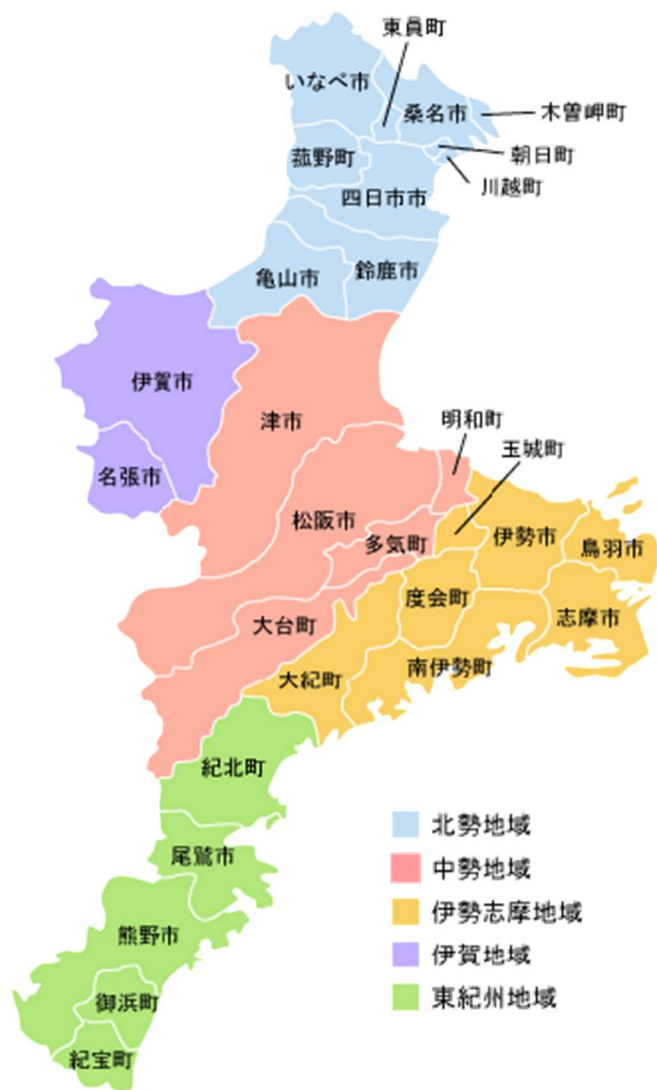 東員町
いなべ市
桑名市
木曽岬町
菰野町
朝日町
川越町
四日市市
亀山市
鈴鹿市
伊賀市
津市
明和町
玉城町
名張市
松阪市
多気町
伊勢市
鳥羽市
度会町
志摩市
大台町
大紀町
南伊勢町
紀北町
尾鷲市
熊野市
御浜町
紀宝町
北勢地域
中勢地域
伊勢志摩地域
伊賀地域
東紀州地域